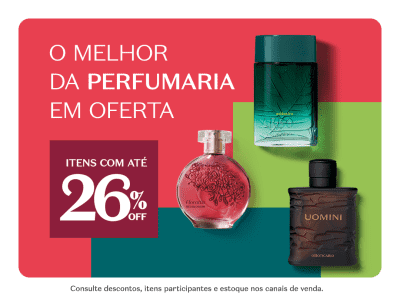 O MELHOR
DA PERFUMARIA
EM OFERTA
ITENS COM ATÉ
26% OFF
UOMINI
Consulte descontos, itens participantes e estoque nos canais de venda.